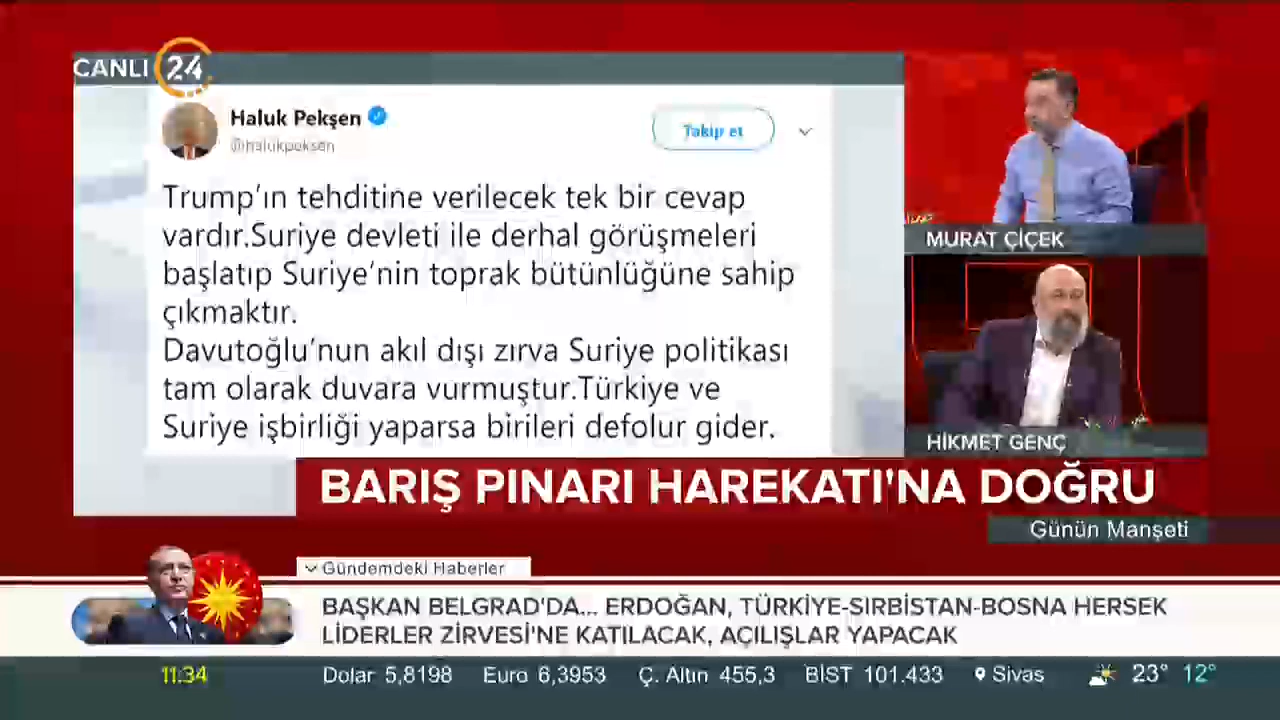 CANLI 24
Haluk Pekşen
@halukpeksen
Takip et
Trump'ın tehditine verilecek tek bir cevap
vardır.Suriye devleti ile derhal görüşmeleri
başlatıp Suriye'nin toprak bütünlüğüne sahip
çıkmaktır.
Davutoğlu'nun akıl dışı zırva Suriye politikası
tam olarak duvara vurmuştur.Türkiye ve
Suriye işbirliği yaparsa birileri defolur gider.
MURAT ÇİÇEK
HİKMET GENÇ
BARIŞ PINARI HAREKATI'NA DOĞRU
Günün Manşeti
Gündemdeki Haberler
BAŞKAN BELGRAD'DA... ERDOĞAN, TÜRKİYE-SIRBİSTAN-BOSNA HERSEK
LİDERLER ZİRVESİ'NE KATILACAK, AÇILIŞLAR YAPACAK
11:34 Dolar 5,8198 Euro 6,3953 Ç. Altın 455,3 BİST 101.433 Sivas 23° 12°